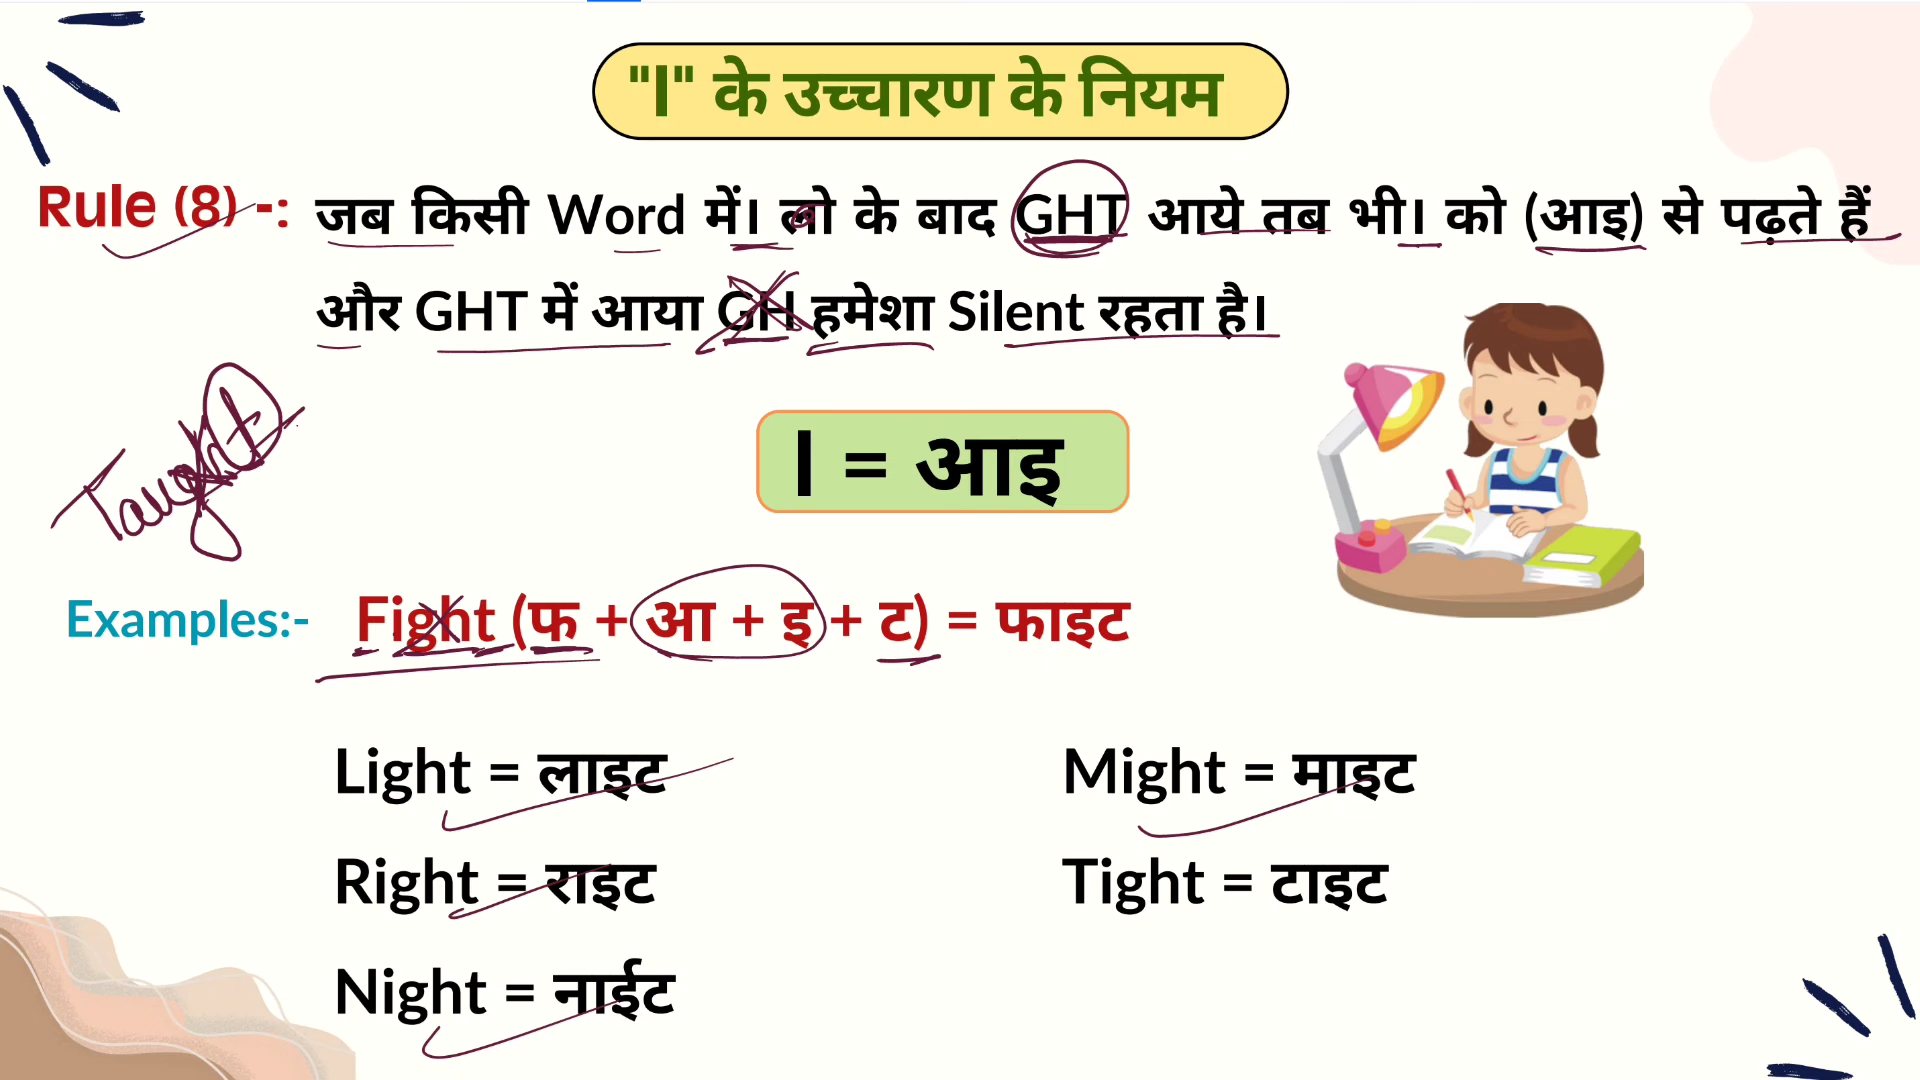 "I" के उच्चारण के नियम
Rule (8) -: जब किसी Word में I लो के बाद GHT आये तब भी I को (आइ) से पढ़ते हैं
और GHT में आया GH हमेशा Silent रहता है।
Taught
I = आइ
Examples:- Fight (फ + आ + इ + ट) = फाइट
Light = लाइट
Might = माइट
Right = राइट
Tight = टाइट
Night = नाईट